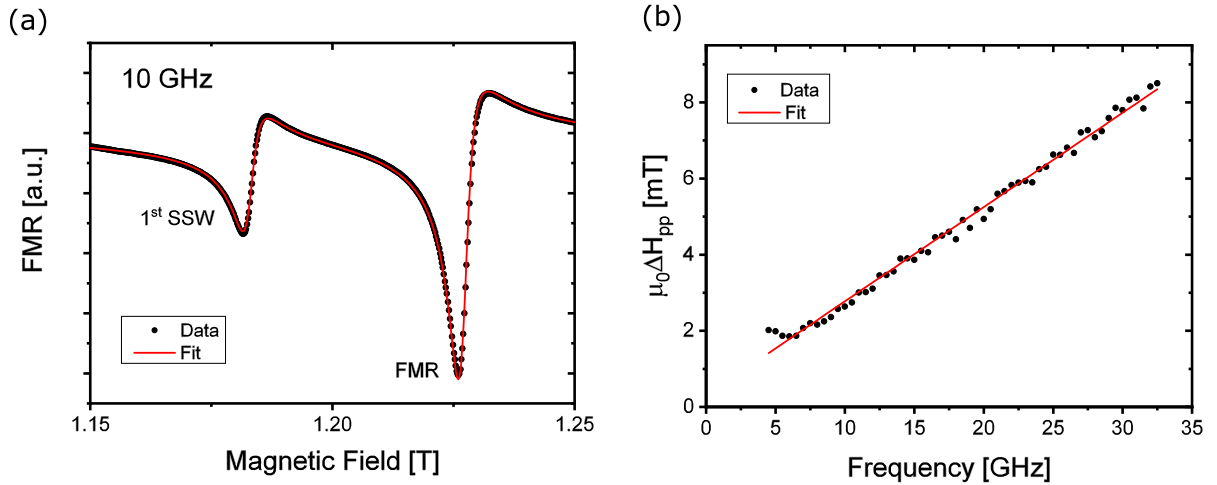 (a)
10 GHz
1st SSW
FMR
Data
Fit
FMR [a.u.]
1.15
1.20
1.25
Magnetic Field [T]
(b)
Data
Fit
μ0ΔHpp [mT]
8
6
4
2
0
0
5
10
15
20
25
30
35
Frequency [GHz]